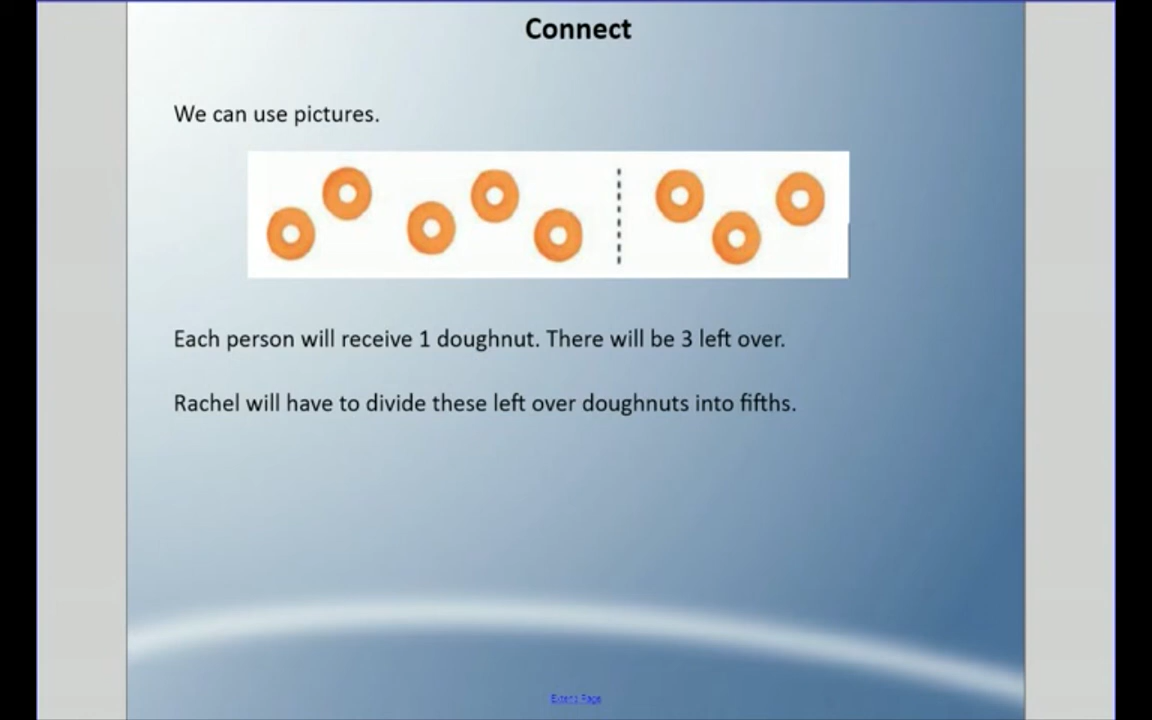 Connect
We can use pictures.
Each person will receive 1 doughnut. There will be 3 left over.
Rachel will have to divide these left over doughnuts into fifths.
Page